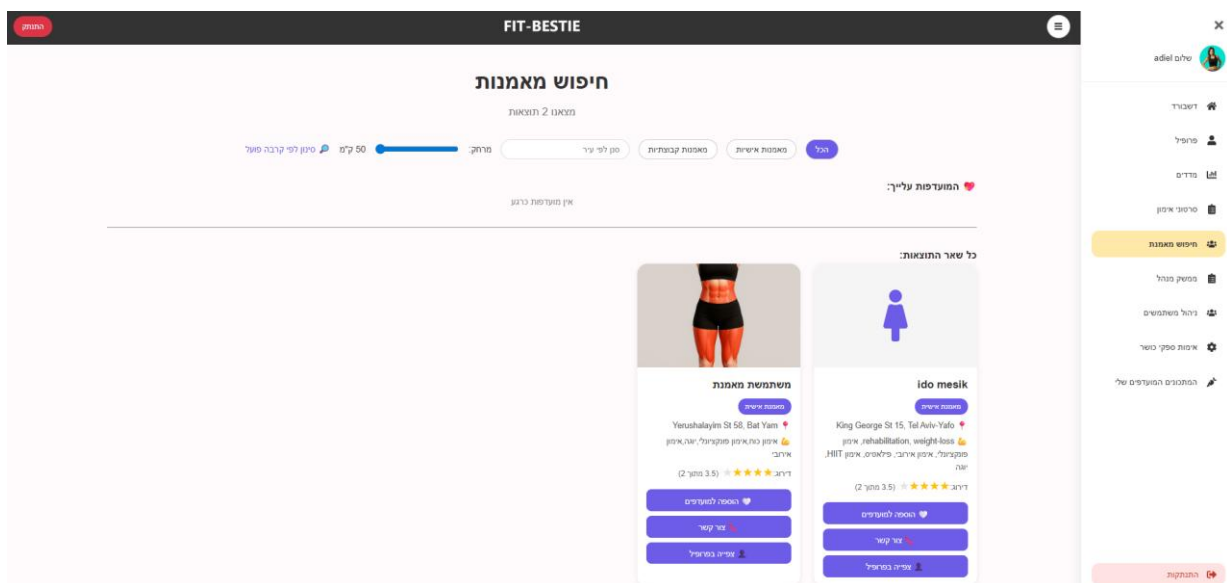 FIT-BESTIE
התנתק
שלום adiel
דשבורד
פרופיל
מדדים
סרטוני אימון
חיפוש מאמנת
ממשק מנהל
ניהול משתמשים
אימות ספקי כושר
המתכונים המועדפים שלי
התנתקות
חיפוש מאמנות
מצאנו 2 תוצאות
הכל
מאמנות אישיות
מאמנות קבוצתיות
סנן לפי עיר
מרחק:
50 ק"מ
סינון לפי קרבה פועל
המועדפות עלייך:
אין מועדפות כרגע
כל שאר התוצאות:
ido mesik
מאמנת אישית
King George St 15, Tel Aviv-Yafo
rehabilitation, weight-loss, אימון
פונקציונלי, אימון אירובי, פילאטיס, אימון HIIT,
יוגה
דירוג: (3.5 מתוך 2)
הוספה למועדפים
צור קשר
צפייה בפרופיל
משתמשת מאמנת
מאמנת אישית
Yerushalayim St 58, Bat Yam
אימון כוח,אימון פונקציונלי,יוגה,אימון
אירובי
דירוג: (3.5 מתוך 2)
הוספה למועדפים
צור קשר
צפייה בפרופיל